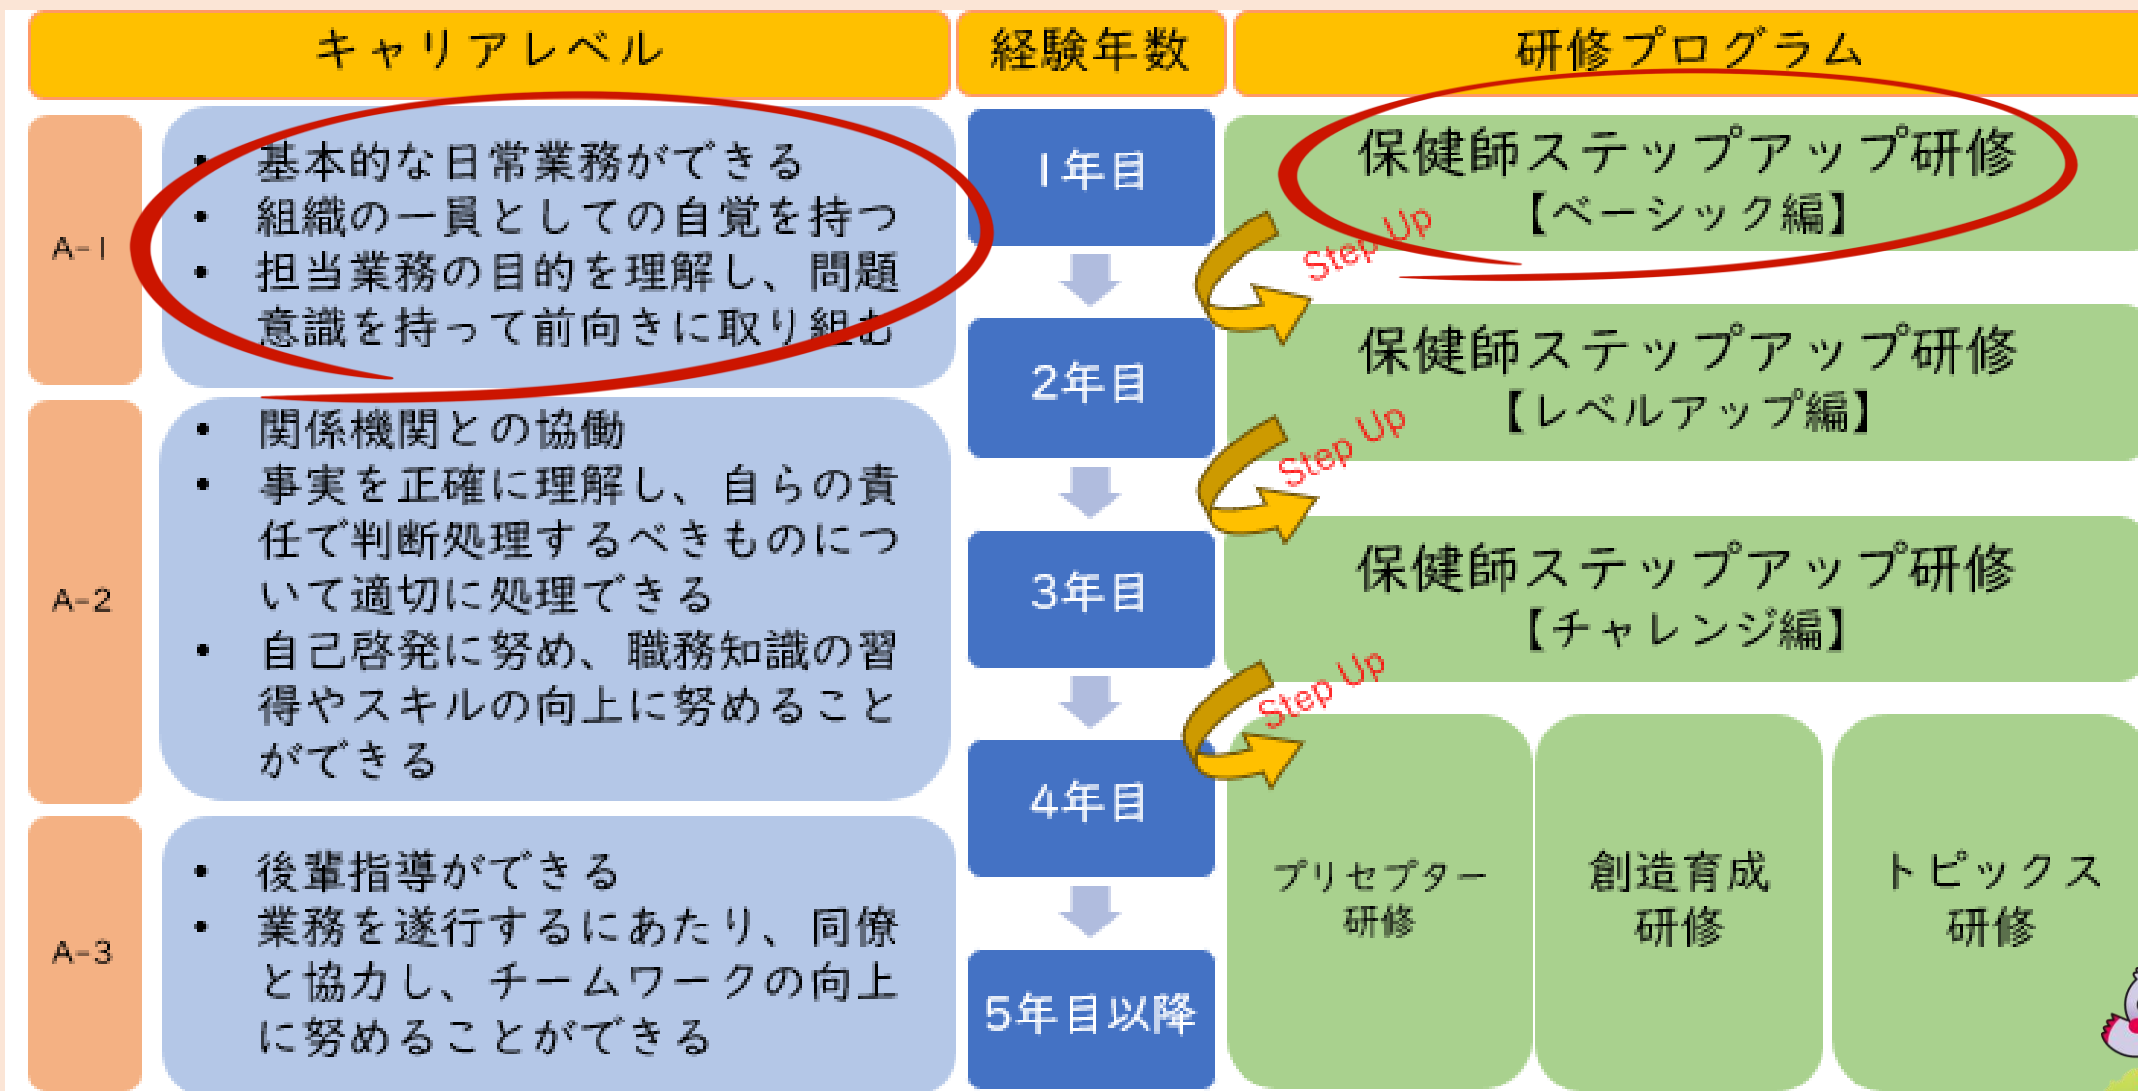 キャリアレベル
経験年数
研修プログラム
A-1
• 基本的な日常業務ができる
• 組織の一員としての自覚を持つ
• 担当業務の目的を理解し、問題
意識を持って前向きに取り組む
A-2
• 関係機関との協働
• 事実を正確に理解し、自らの責
任で判断処理するべきものにつ
いて適切に処理できる
• 自己啓発に努め、職務知識の習
得やスキルの向上に努めること
ができる
A-3
• 後輩指導ができる
• 業務を遂行するにあたり、同僚
と協力し、チームワークの向上
に努めることができる
1年目
2年目
3年目
4年目
5年目以降
保健師ステップアップ研修
【ベーシック編】
Step Up
保健師ステップアップ研修
【レベルアップ編】
Step Up
保健師ステップアップ研修
【チャレンジ編】
Step Up
プリセプター
研修
創造育成
研修
トピックス
研修